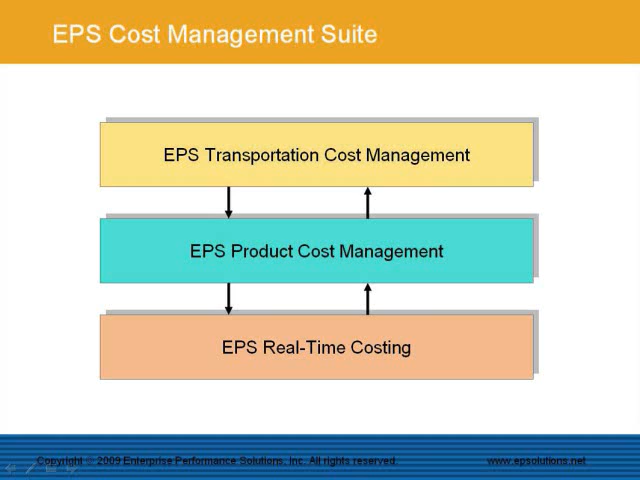 EPS Cost Management Suite
EPS Transportation Cost Management
EPS Product Cost Management
EPS Real-Time Costing
Copyright © 2009 Enterprise Performance Solutions, Inc. All rights reserved.
www.epsolutions.net